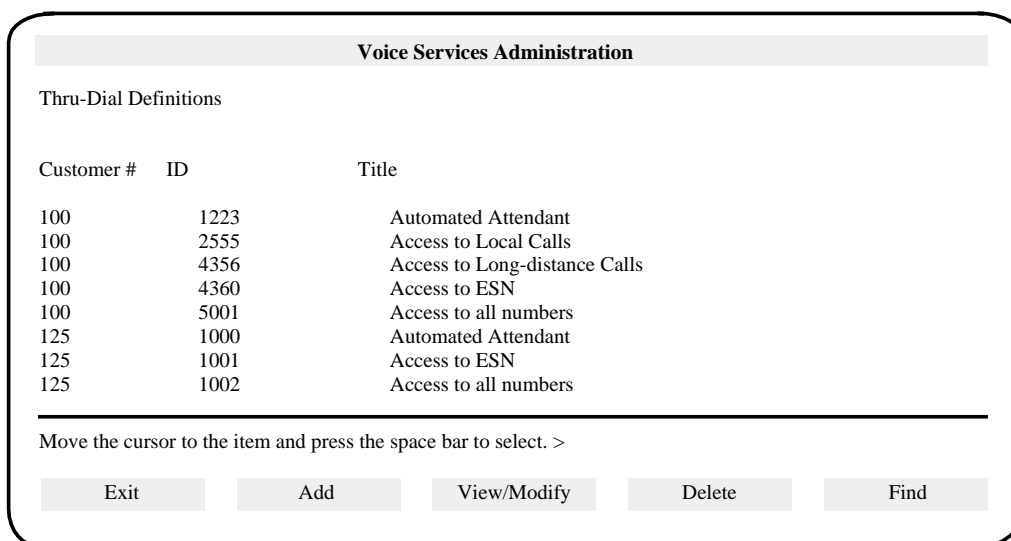 Voice Services Administration
Thru-Dial Definitions
Customer # ID Title
100 1223 Automated Attendant
100 2555 Access to Local Calls
100 4356 Access to Long-distance Calls
100 4360 Access to ESN
100 5001 Access to all numbers
125 1000 Automated Attendant
125 1001 Access to ESN
125 1002 Access to all numbers
Move the cursor to the item and press the space bar to select. >
Exit Add View/Modify Delete Find